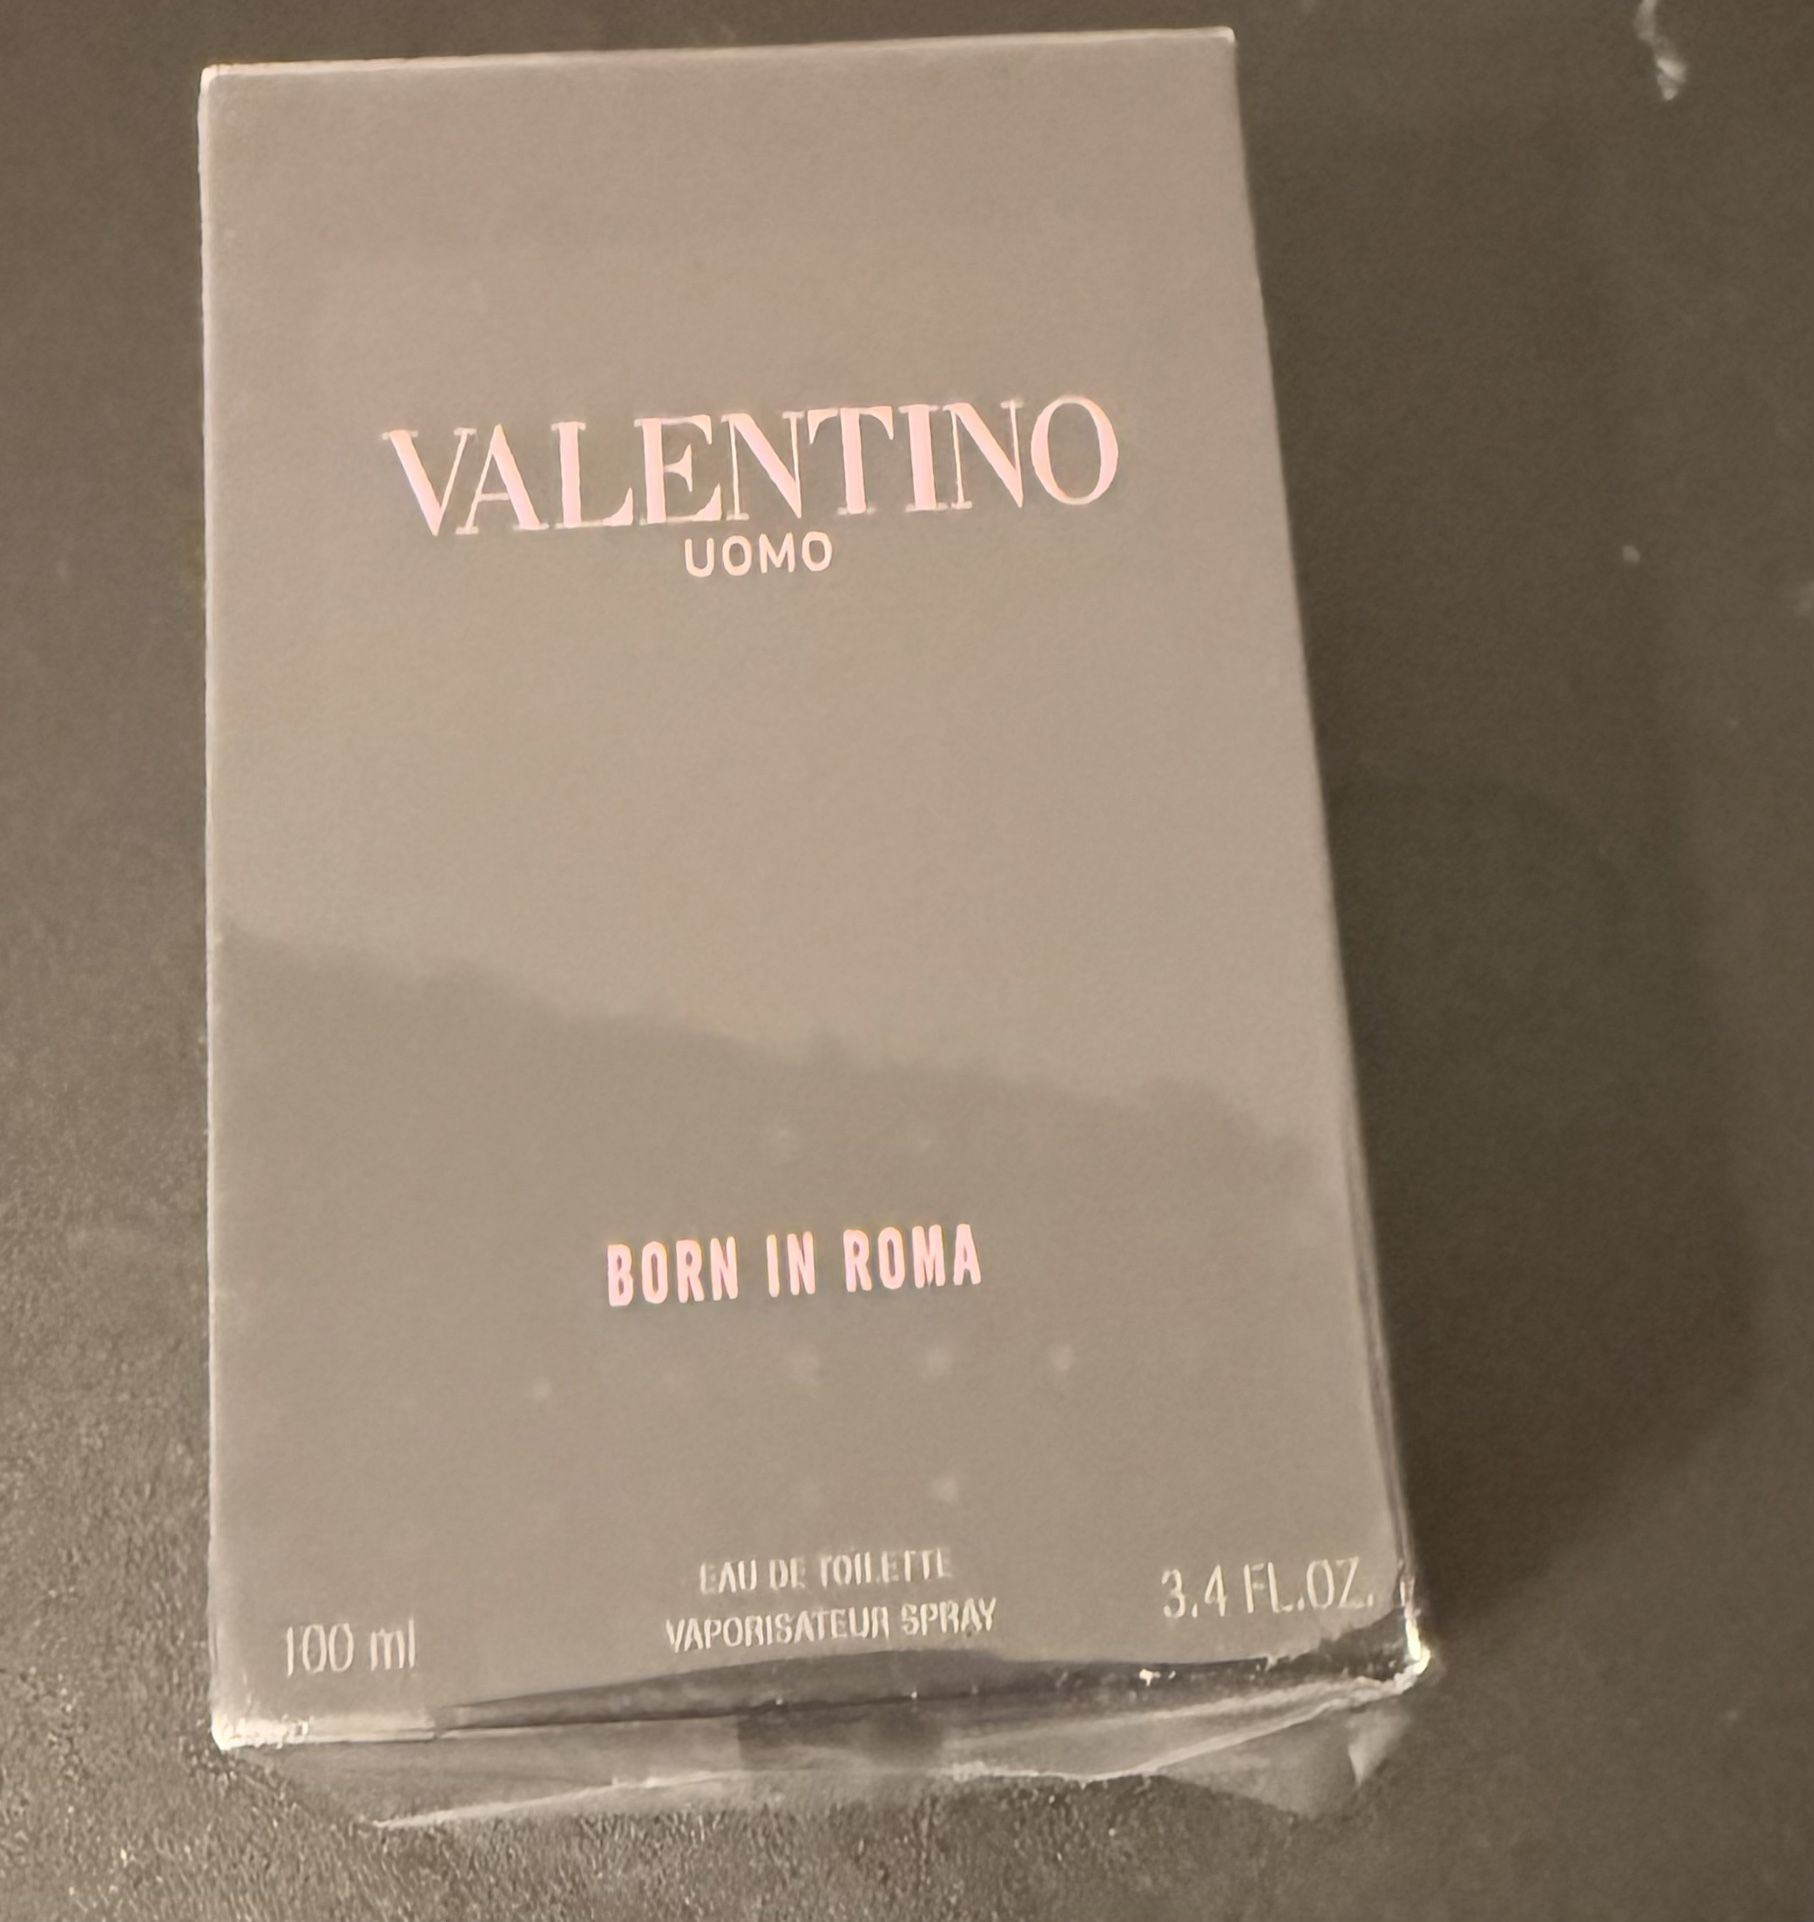 VALENTINO
UOMO
BORN IN ROMA
EAU DE TOILETTE
VAPORISATEUR SPRAY
100 ml
3.4 FL.OZ.